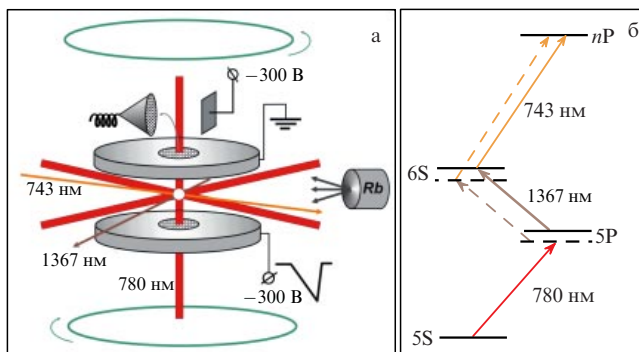 а
−300 В
743 нм
Rb
1367 нм
780 нм
−300 В
б
nP
743 нм
6S
1367 нм
5P
780 нм
5S